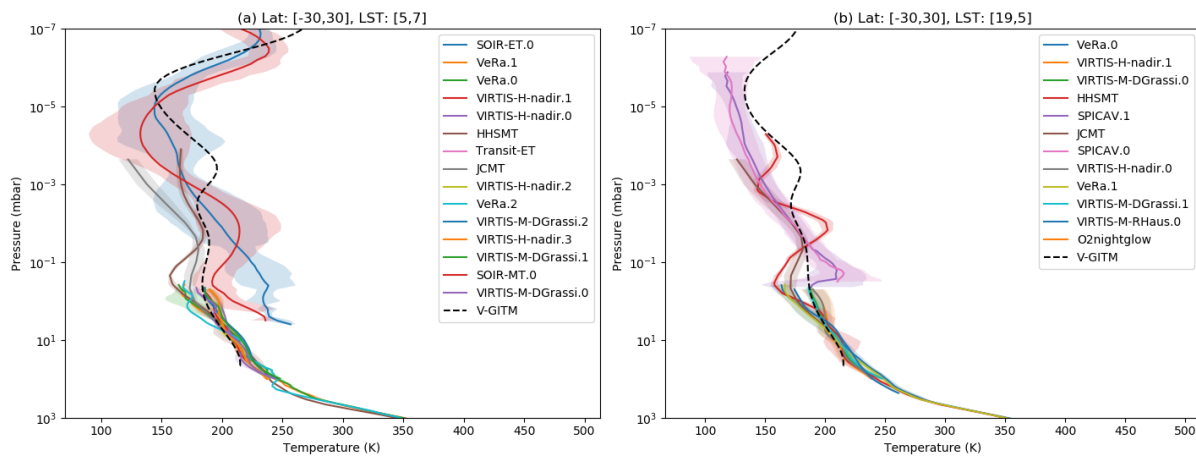 (a) Lat: [-30,30], LST: [5,7]
10⁻⁷
10⁻⁵
10⁻³
10⁻¹
10¹
10³
Pressure (mbar)
100 150 200 250 300 350 400 450 500
Temperature (K)
SOIR-ET.0
VeRa.1
VeRa.0
VIRTIS-H-nadir.1
VIRTIS-H-nadir.0
HHSMT
Transit-ET
JCMT
VIRTIS-H-nadir.2
VeRa.2
VIRTIS-M-DGrassi.2
VIRTIS-H-nadir.3
VIRTIS-M-DGrassi.1
SOIR-MT.0
VIRTIS-M-DGrassi.0
V-GITM
(b) Lat: [-30,30], LST: [19,5]
10⁻⁷
10⁻⁵
10⁻³
10⁻¹
10¹
10³
Pressure (mbar)
100 150 200 250 300 350 400 450 500
Temperature (K)
VeRa.0
VIRTIS-H-nadir.1
VIRTIS-M-DGrassi.0
HHSMT
SPICAV.1
JCMT
SPICAV.0
VIRTIS-H-nadir.0
VeRa.1
VIRTIS-M-DGrassi.1
VIRTIS-M-RHaus.0
O2nightglow
V-GITM